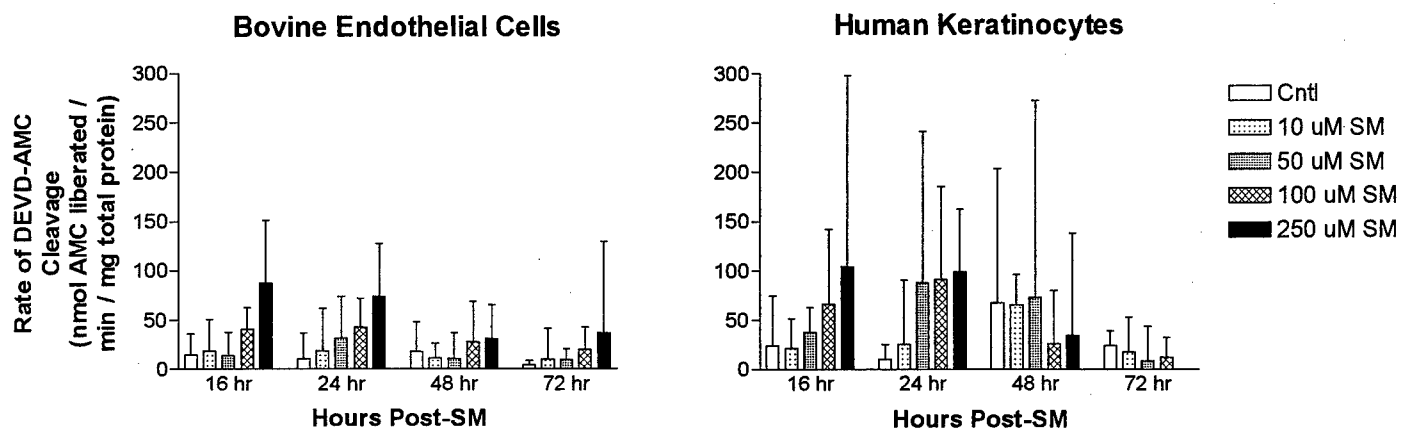 Bovine Endothelial Cells
Human Keratinocytes
Rate of DEVD-AMC
Cleavage
(nmol AMC liberated /
min / mg total protein)
300
250
200
150
100
50
0
16 hr
24 hr
48 hr
72 hr
Hours Post-SM
300
250
200
150
100
50
0
16 hr
24 hr
48 hr
72 hr
Hours Post-SM
Cntl
10 uM SM
50 uM SM
100 uM SM
250 uM SM